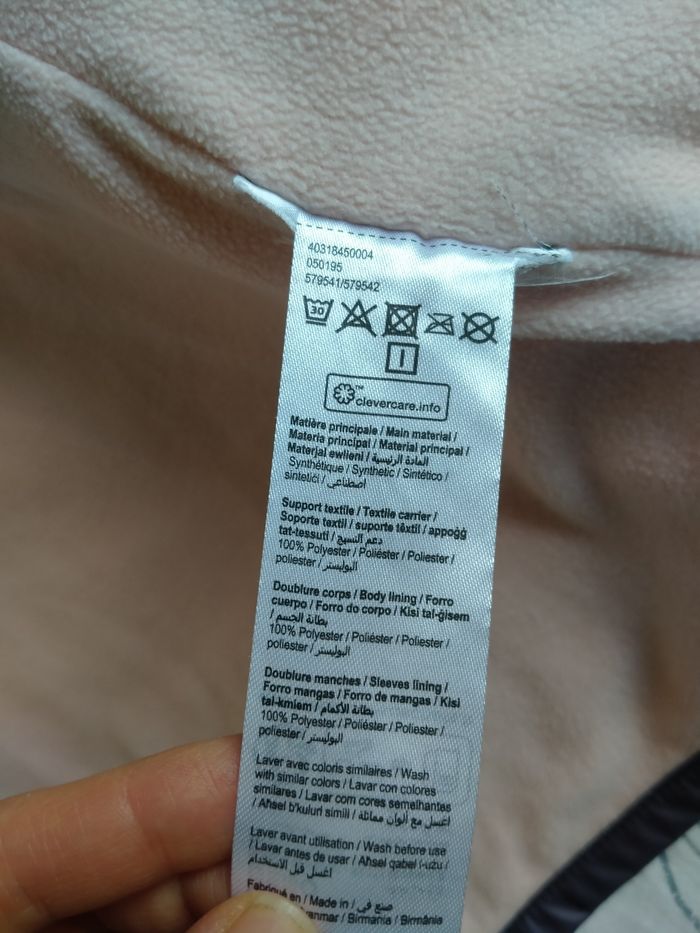 40318450004
050195
579541/579542
30
™
clevercare.info
Matière principale / Main material /
Materia principal / Material principal /
Materjal ewlieni / المادة الرئيسية
Synthétique / Synthetic / Sintético /
sintetiċi / اصطناعي
Support textile / Textile carrier /
Soporte textil / suporte têxtil / appoġġ
tat-tessuti / دعم النسيج
100% Polyester / Poliéster / Poliester /
poliester / البوليستر
Doublure corps / Body lining / Forro
cuerpo / Forro do corpo / Kisi tal-ġisem
/ بطانة الجسم
100% Polyester / Poliéster / Poliester /
poliester / البوليستر
Doublure manches / Sleeves lining /
Forro mangas / Forro de mangas / Kisi
tal-kmiem / بطانة الأكمام
100% Polyester / Poliéster / Poliester /
poliester / البوليستر
Laver avec coloris similaires / Wash
with similar colors / Lavar con colores
similares / Lavar com cores semelhantes
/ Aħsel b'kuluri simili / اغسل مع ألوان مماثلة
Laver avant utilisation / Wash before use
/ Lavar antes de usar / Aħsel qabel l-użu /
اغسل قبل الاستخدام
Fabriqué en / Made in / صنع في /
/ Birmania / Birmânia